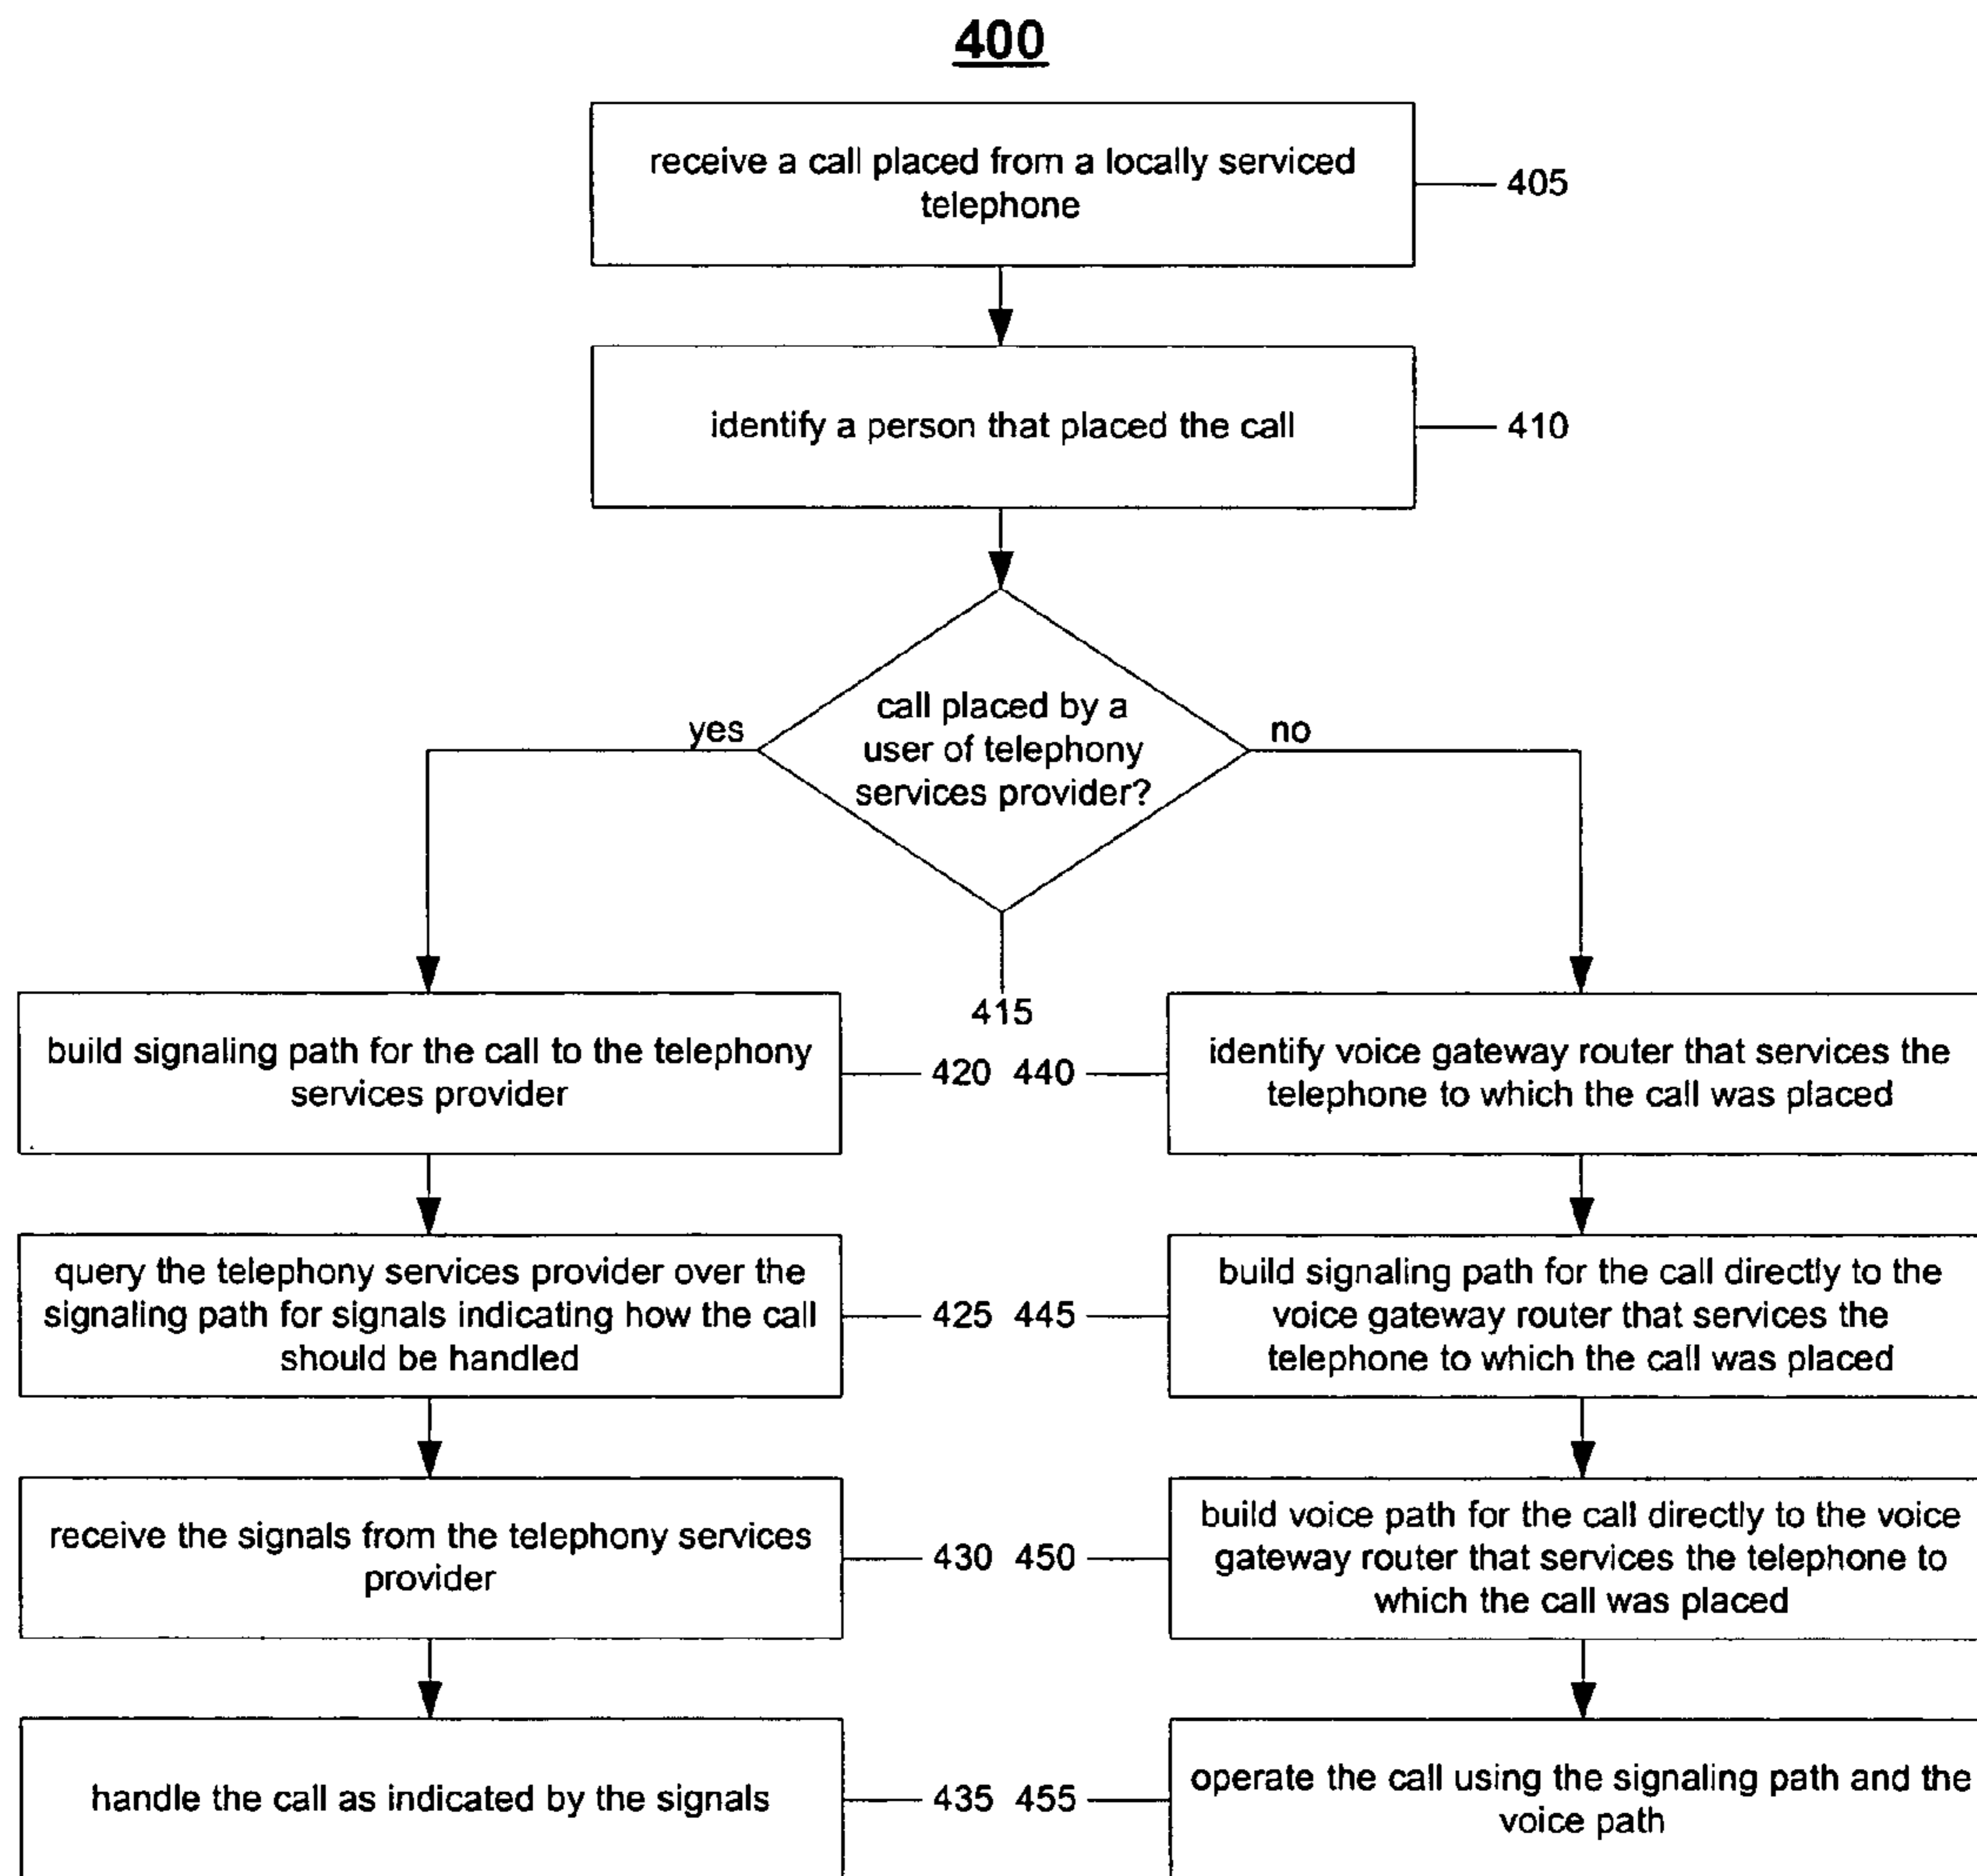 400
receive a call placed from a locally serviced
telephone
405
identify a person that placed the call
410
call placed by a
user of telephony
services provider?
yes
no
415
build signaling path for the call to the telephony
services provider
420
440
identify voice gateway router that services the
telephone to which the call was placed
query the telephony services provider over the
signaling path for signals indicating how the call
should be handled
425
445
build signaling path for the call directly to the
voice gateway router that services the
telephone to which the call was placed
receive the signals from the telephony services
provider
430
450
build voice path for the call directly to the voice
gateway router that services the telephone to
which the call was placed
handle the call as indicated by the signals
435
455
operate the call using the signaling path and the
voice path